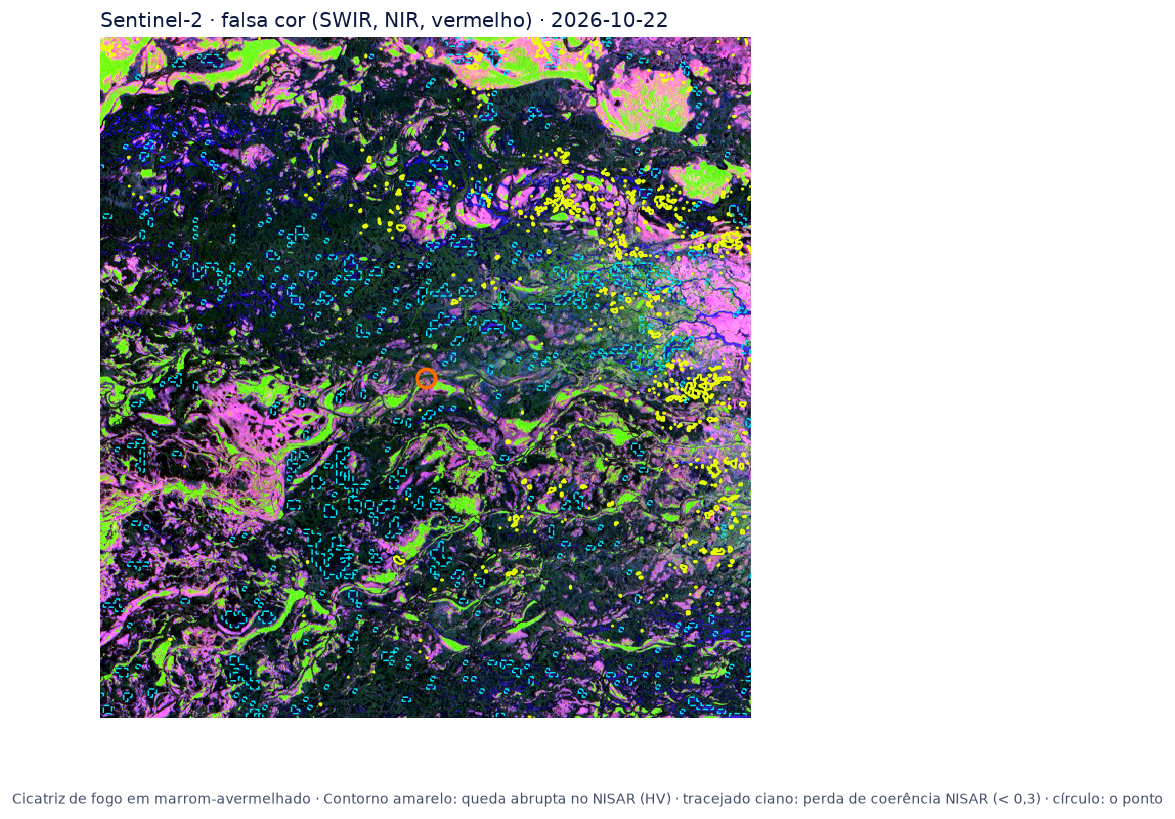 Sentinel-2 · falsa cor (SWIR, NIR, vermelho) · 2026-10-22
Cicatriz de fogo em marrom-avermelhado · Contorno amarelo: queda abrupta no NISAR (HV) · tracejado ciano: perda de coerência NISAR (< 0,3) · círculo: o ponto